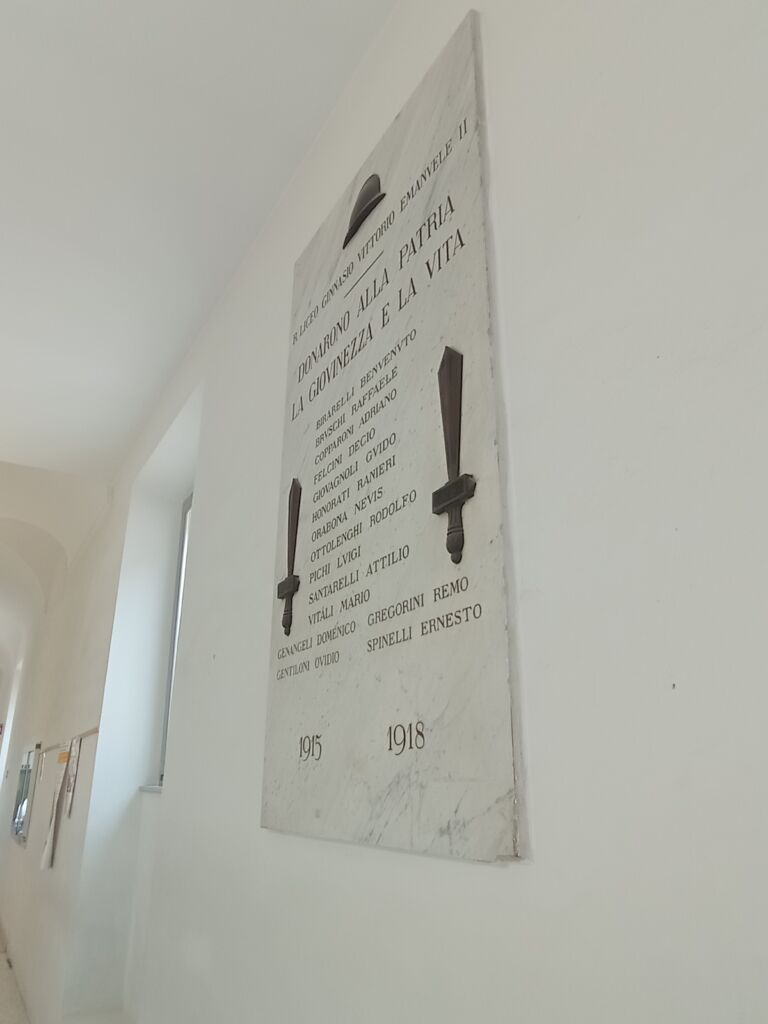 R. LICEO GINNASIO VITTORIO EMANVELE II
DONARONO ALLA PATRIA
LA GIOVINEZZA E LA VITA
BIRARELLI BENVENVTO
BRVSCHI RAFFAELE
COPPARONI ADRIANO
FELCINI DECIO
GIOVAGNOLI GVIDO
HONORATI RANIERI
ORABONA NEVIS
OTTOLENGHI RODOLFO
PICHI LVIGI
SANTARELLI ATTILIO
VITALI MARIO
GENANGELI DOMENICO GREGORINI REMO
GENTILONI OVIDIO SPINELLI ERNESTO
1915 1918